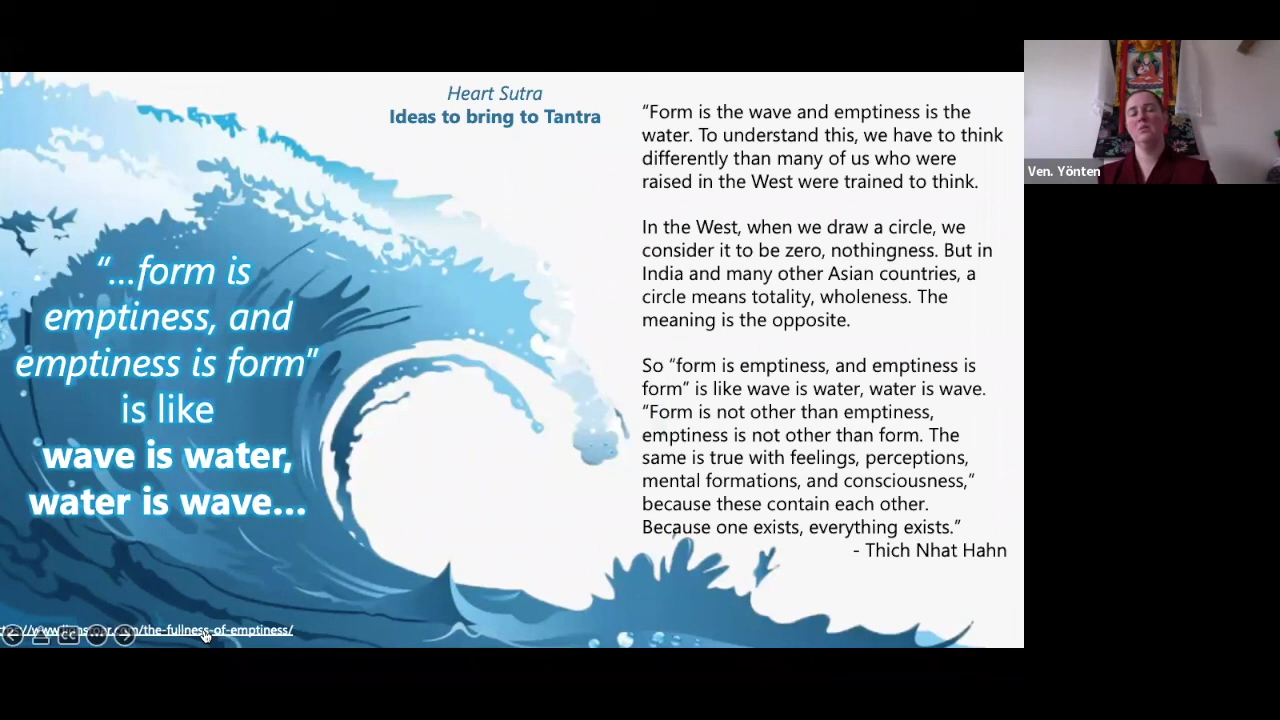 Heart Sutra
Ideas to bring to Tantra
“…form is
emptiness, and
emptiness is form”
is like
wave is water,
water is wave…
“Form is the wave and emptiness is the
water. To understand this, we have to think
differently than many of us who were
raised in the West were trained to think.
In the West, when we draw a circle, we
consider it to be zero, nothingness. But in
India and many other Asian countries, a
circle means totality, wholeness. The
meaning is the opposite.
So “form is emptiness, and emptiness is
form” is like wave is water, water is wave.
“Form is not other than emptiness,
emptiness is not other than form. The
same is true with feelings, perceptions,
mental formations, and consciousness,”
because these contain each other.
Because one exists, everything exists.”
- Thich Nhat Hahn
/the-fullness-of-emptiness/
Ven. Yönten